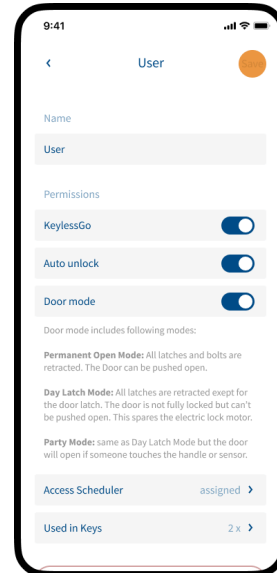 9:41
User
Save
Name
User
Permissions
KeylessGo
Auto unlock
Door mode
Door mode includes following modes:
Permanent Open Mode: All latches and bolts are
retracted. The Door can be pushed open.
Day Latch Mode: All latches are retracted exept for
the door latch. The door is not fully locked but can't
be pushed open. This spares the electric lock motor.
Party Mode: same as Day Latch Mode but the door
will open if someone touches the handle or sensor.
Access Scheduler assigned
Used in Keys 2 x